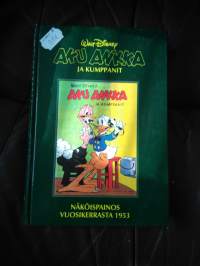 Walt Disney
AKU ANKKA
JA KUMPPANIT
AKU ANKKA
JA KUMPPANIT
NÄKÖISPAINOS
VUOSIKERRASTA 1953